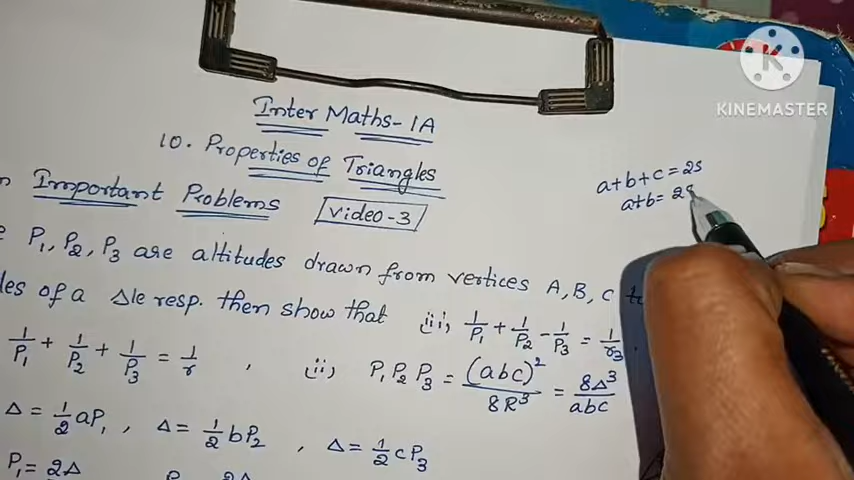 KINEMASTER
Inter Maths-1A
10. Properties of Triangles
Important Problems Video-3
a+b+c=2s
a+b=2s
P₁, P₂, P₃ are altitudes drawn from vertices A, B, C
of a Δle resp. then show that iii, 1/P₁ + 1/P₂ - 1/P₃ = 1/r₃
1/P₁ + 1/P₂ + 1/P₃ = 1/r , ii, P₁P₂P₃ = (abc)²/8R³ = 8Δ³/abc
Δ = 1/2 aP₁ , Δ = 1/2 bP₂ , Δ = 1/2 cP₃
P₁ = 2Δ